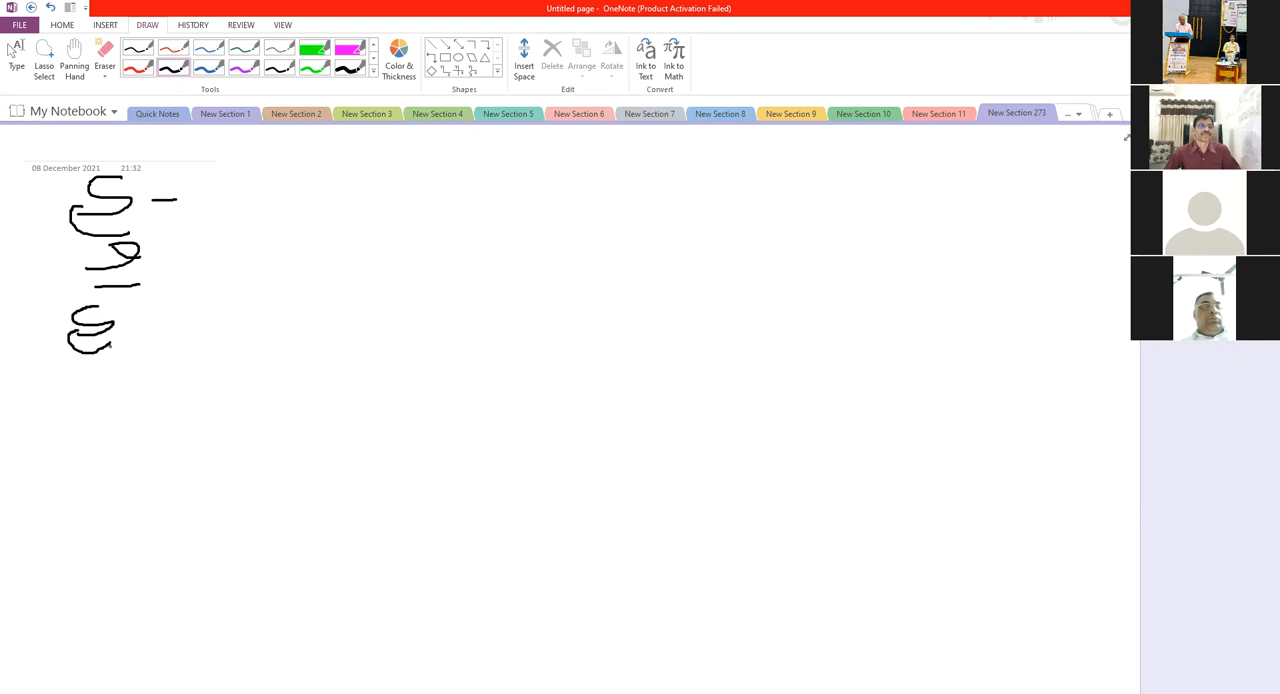 Untitled page - OneNote (Product Activation Failed)
FILE HOME INSERT DRAW HISTORY REVIEW VIEW
Type Lasso Select Panning Hand Eraser Color & Thickness Insert Space Delete Arrange Rotate Ink to Text Ink to Math
Tools Shapes Edit Convert
My Notebook Quick Notes New Section 1 New Section 2 New Section 3 New Section 4 New Section 5 New Section 6 New Section 7 New Section 8 New Section 9 New Section 10 New Section 11 New Section 273
08 December 2021 21:32